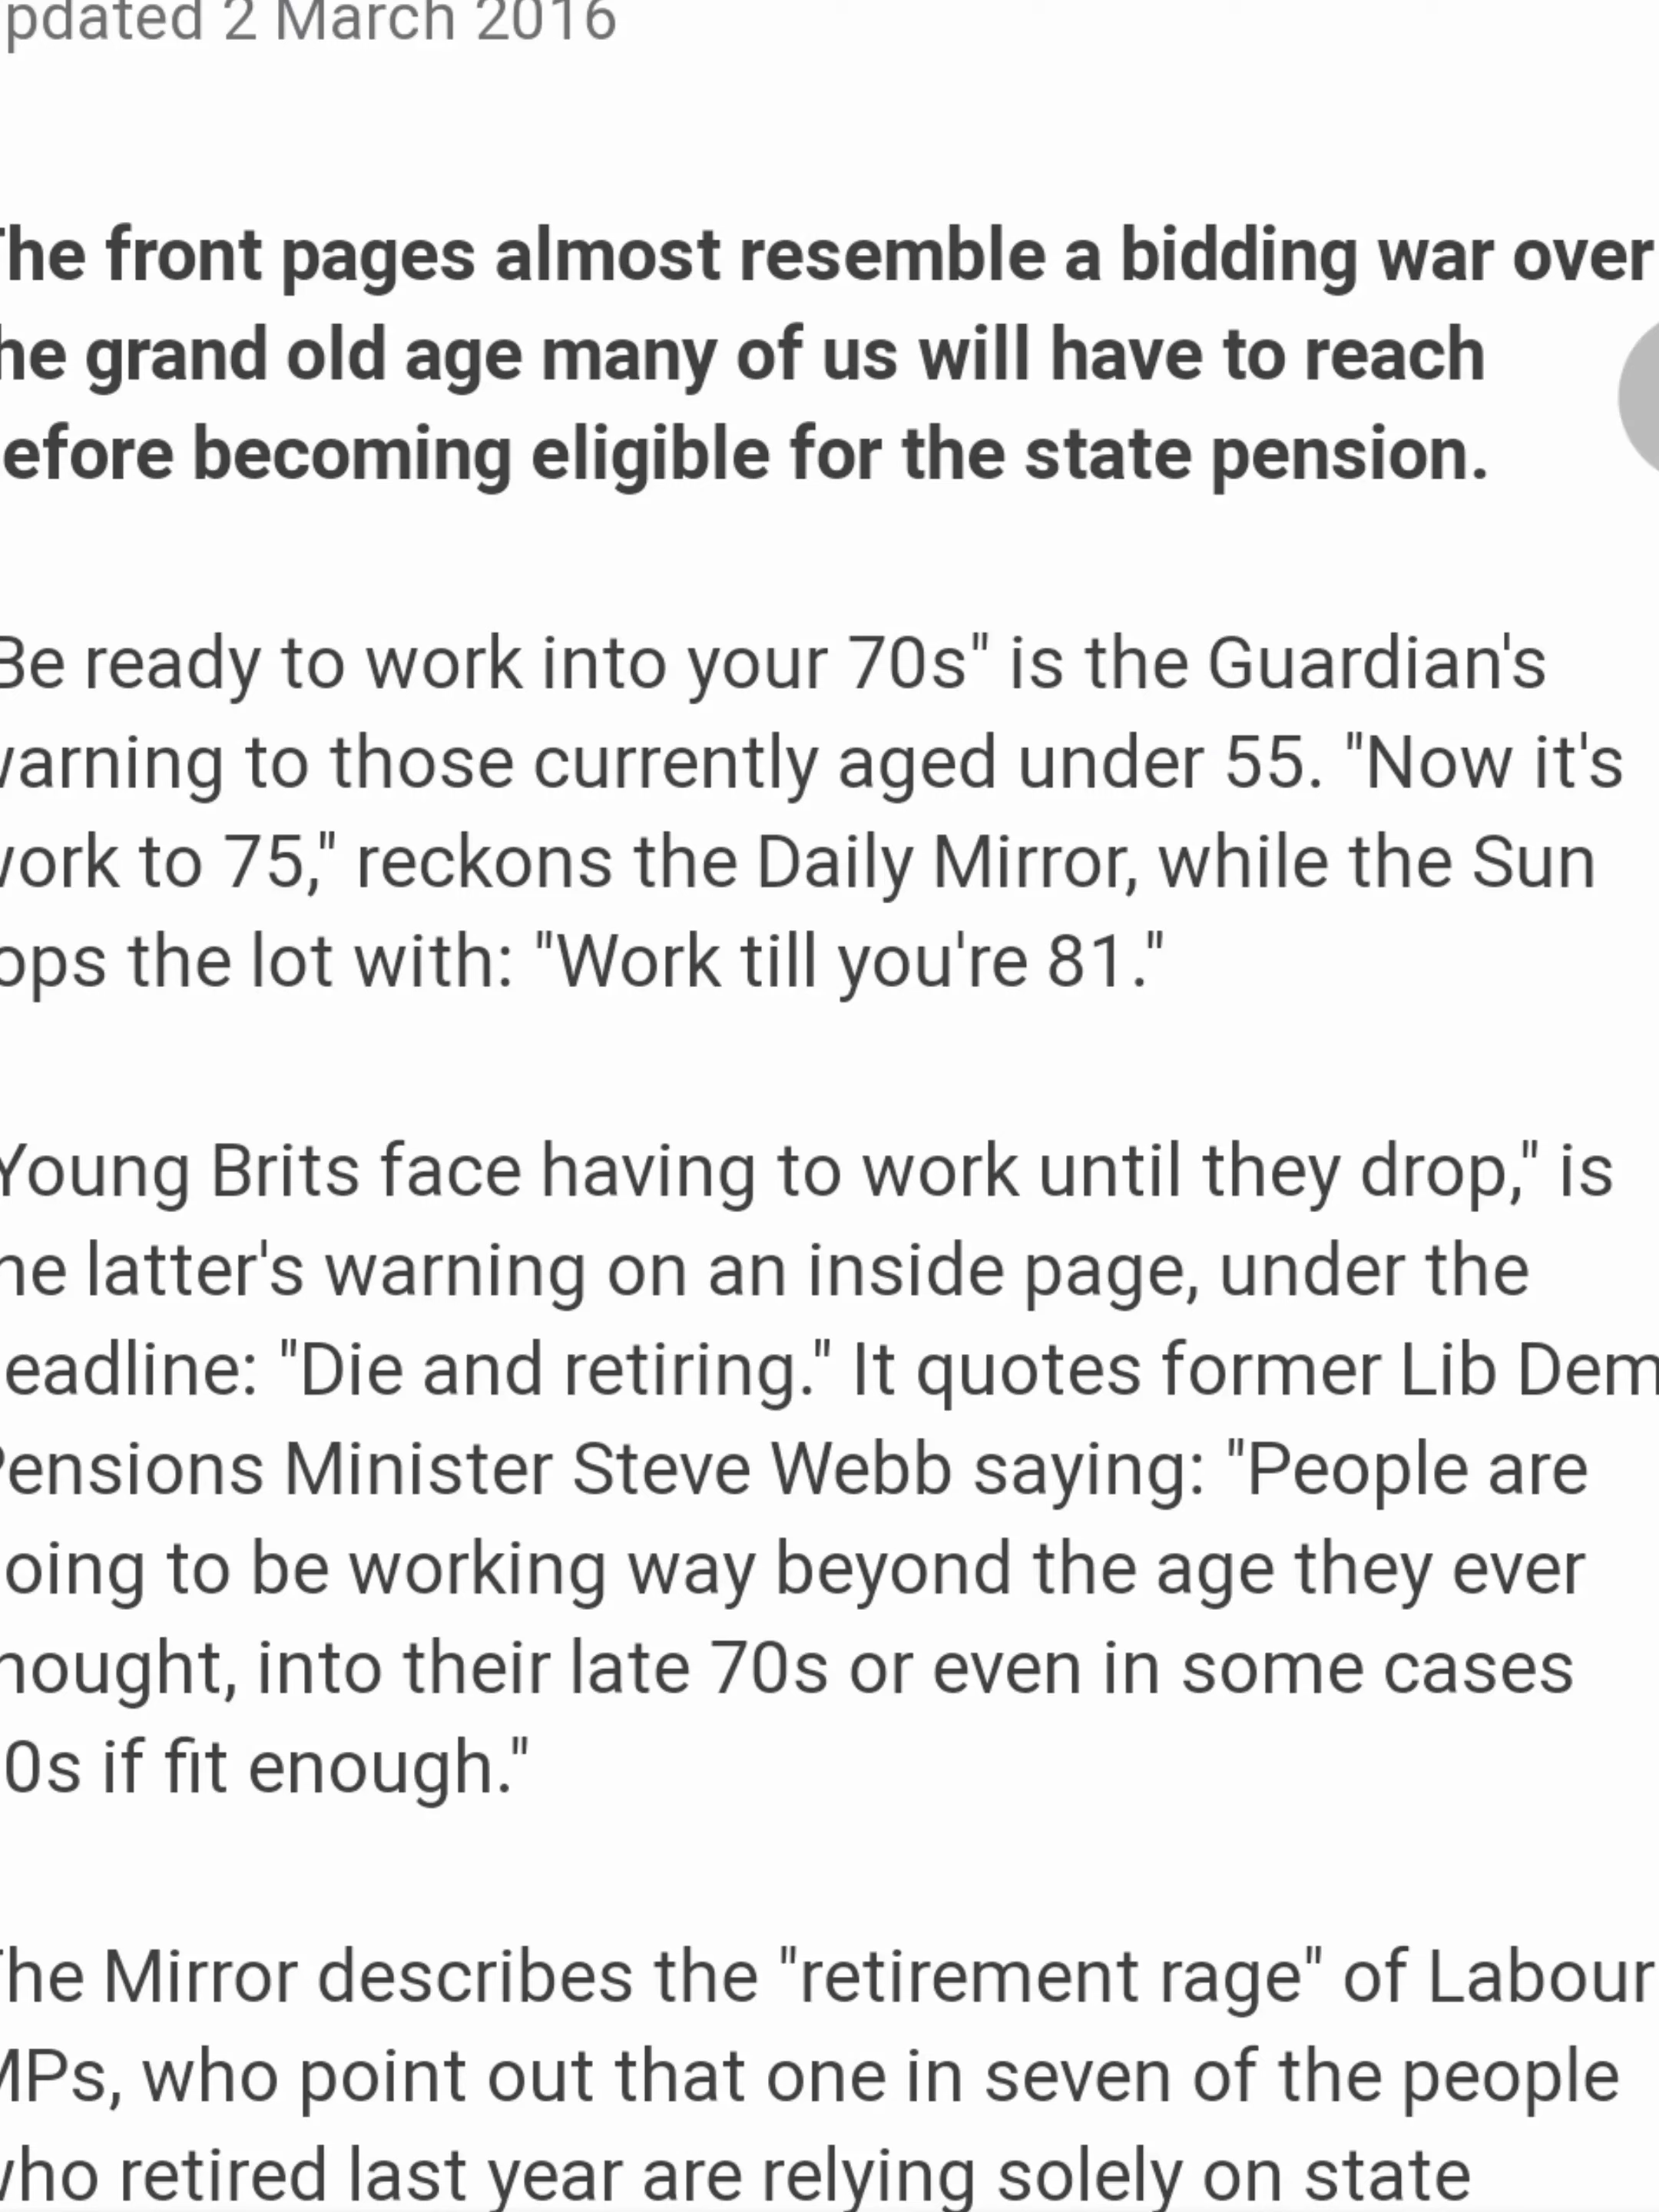 pdated 2 March 2016
The front pages almost resemble a bidding war over
he grand old age many of us will have to reach
efore becoming eligible for the state pension.
Be ready to work into your 70s" is the Guardian's
warning to those currently aged under 55. "Now it's
work to 75," reckons the Daily Mirror, while the Sun
ops the lot with: "Work till you're 81."
Young Brits face having to work until they drop," is
he latter's warning on an inside page, under the
eadline: "Die and retiring." It quotes former Lib Dem
Pensions Minister Steve Webb saying: "People are
oing to be working way beyond the age they ever
hought, into their late 70s or even in some cases
0s if fit enough."
The Mirror describes the "retirement rage" of Labour
MPs, who point out that one in seven of the people
who retired last year are relying solely on state